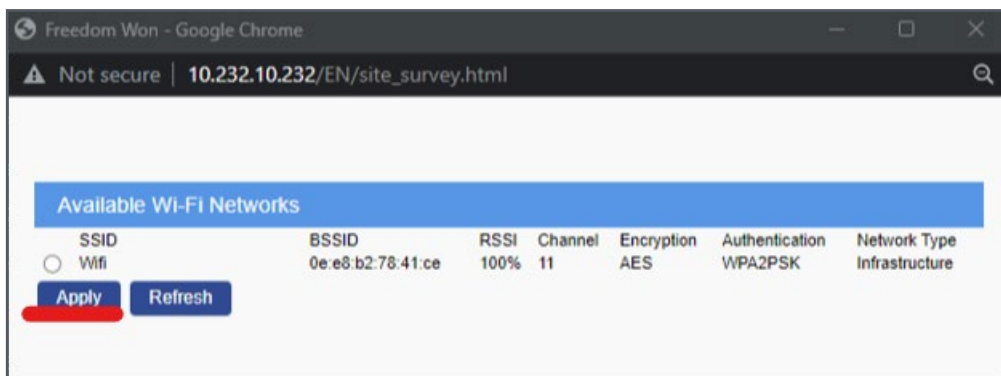 Freedom Won - Google Chrome
Not secure | 10.232.10.232/EN/site_survey.html
Available Wi-Fi Networks
SSID BSSID RSSI Channel Encryption Authentication Network Type
Wifi 0e:e8:b2:78:41:ce 100% 11 AES WPA2PSK Infrastructure
Apply Refresh